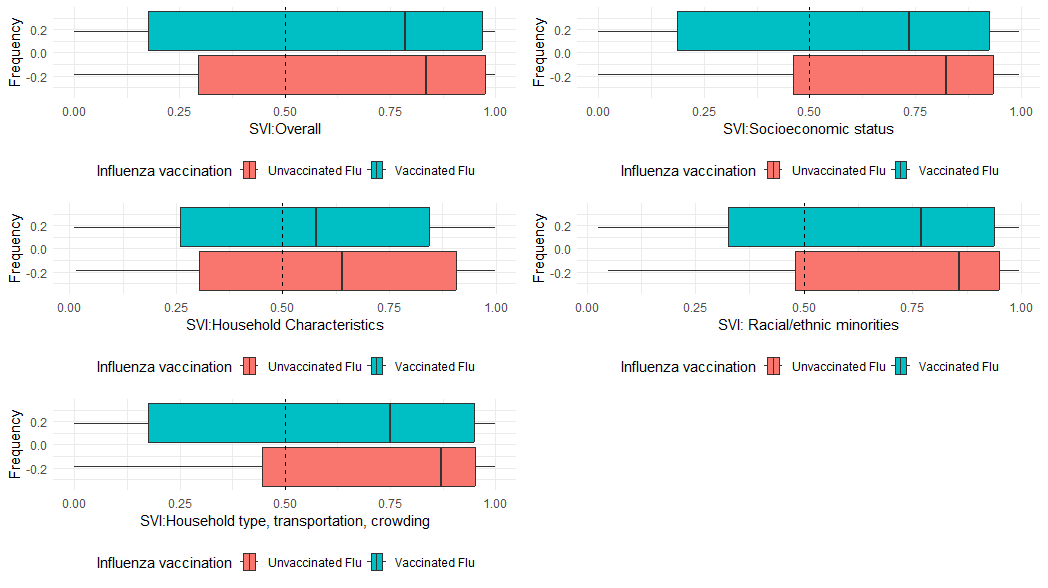 Frequency
0.2
0.0
-0.2
0.00 0.25 0.50 0.75 1.00
SVI:Overall
Influenza vaccination Unvaccinated Flu Vaccinated Flu
Frequency
0.2
0.0
-0.2
0.00 0.25 0.50 0.75 1.00
SVI:Socioeconomic status
Influenza vaccination Unvaccinated Flu Vaccinated Flu
Frequency
0.2
0.0
-0.2
0.00 0.25 0.50 0.75 1.00
SVI:Household Characteristics
Influenza vaccination Unvaccinated Flu Vaccinated Flu
Frequency
0.2
0.0
-0.2
0.00 0.25 0.50 0.75 1.00
SVI: Racial/ethnic minorities
Influenza vaccination Unvaccinated Flu Vaccinated Flu
Frequency
0.2
0.0
-0.2
0.00 0.25 0.50 0.75 1.00
SVI:Household type, transportation, crowding
Influenza vaccination Unvaccinated Flu Vaccinated Flu